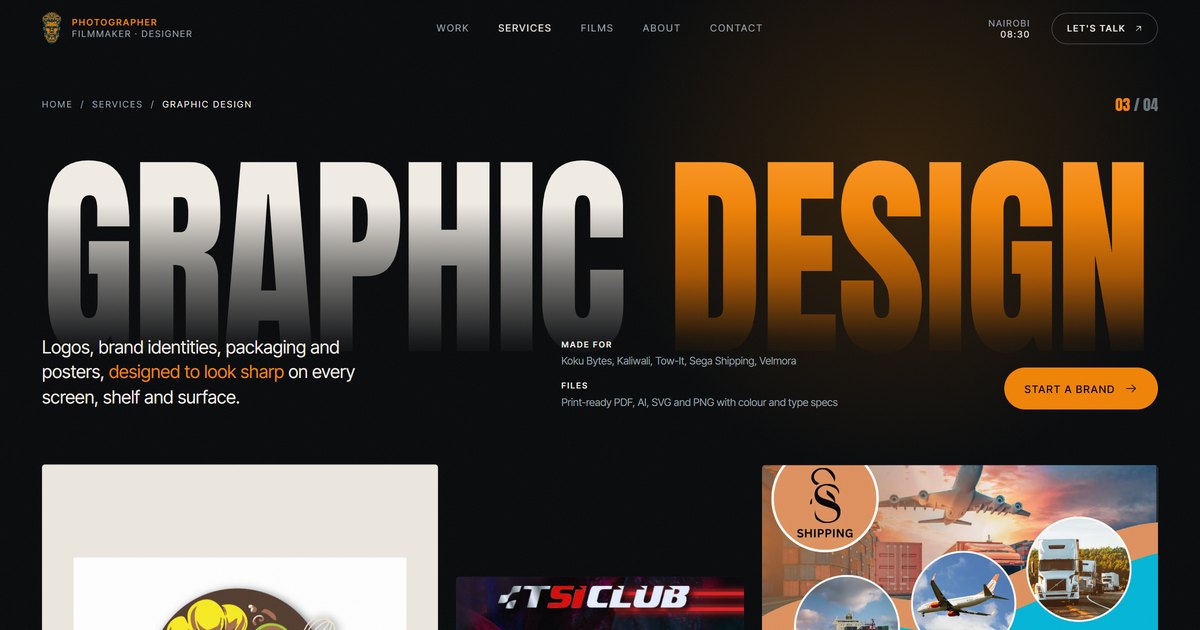 PHOTOGRAPHER
FILMMAKER · DESIGNER
WORK
SERVICES
FILMS
ABOUT
CONTACT
NAIROBI
08:30
LET'S TALK
HOME / SERVICES / GRAPHIC DESIGN
03 / 04
GRAPHIC DESIGN
Logos, brand identities, packaging and
posters, designed to look sharp on every
screen, shelf and surface.
MADE FOR
Koku Bytes, Kaliwali, Tow-It, Sega Shipping, Velmora
FILES
Print-ready PDF, AI, SVG and PNG with colour and type specs
START A BRAND
SS
SHIPPING
TSICLUB